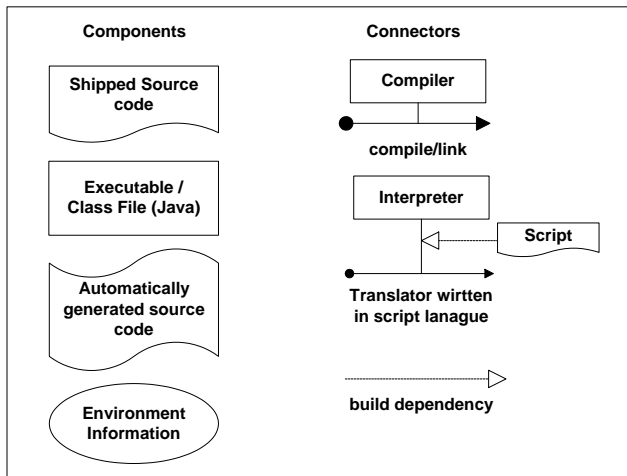 Components
Shipped Source
code
Executable /
Class File (Java)
Automatically
generated source
code
Environment
Information
Connectors
Compiler
compile/link
Interpreter
Script
Translator wirtten
in script lanague
build dependency